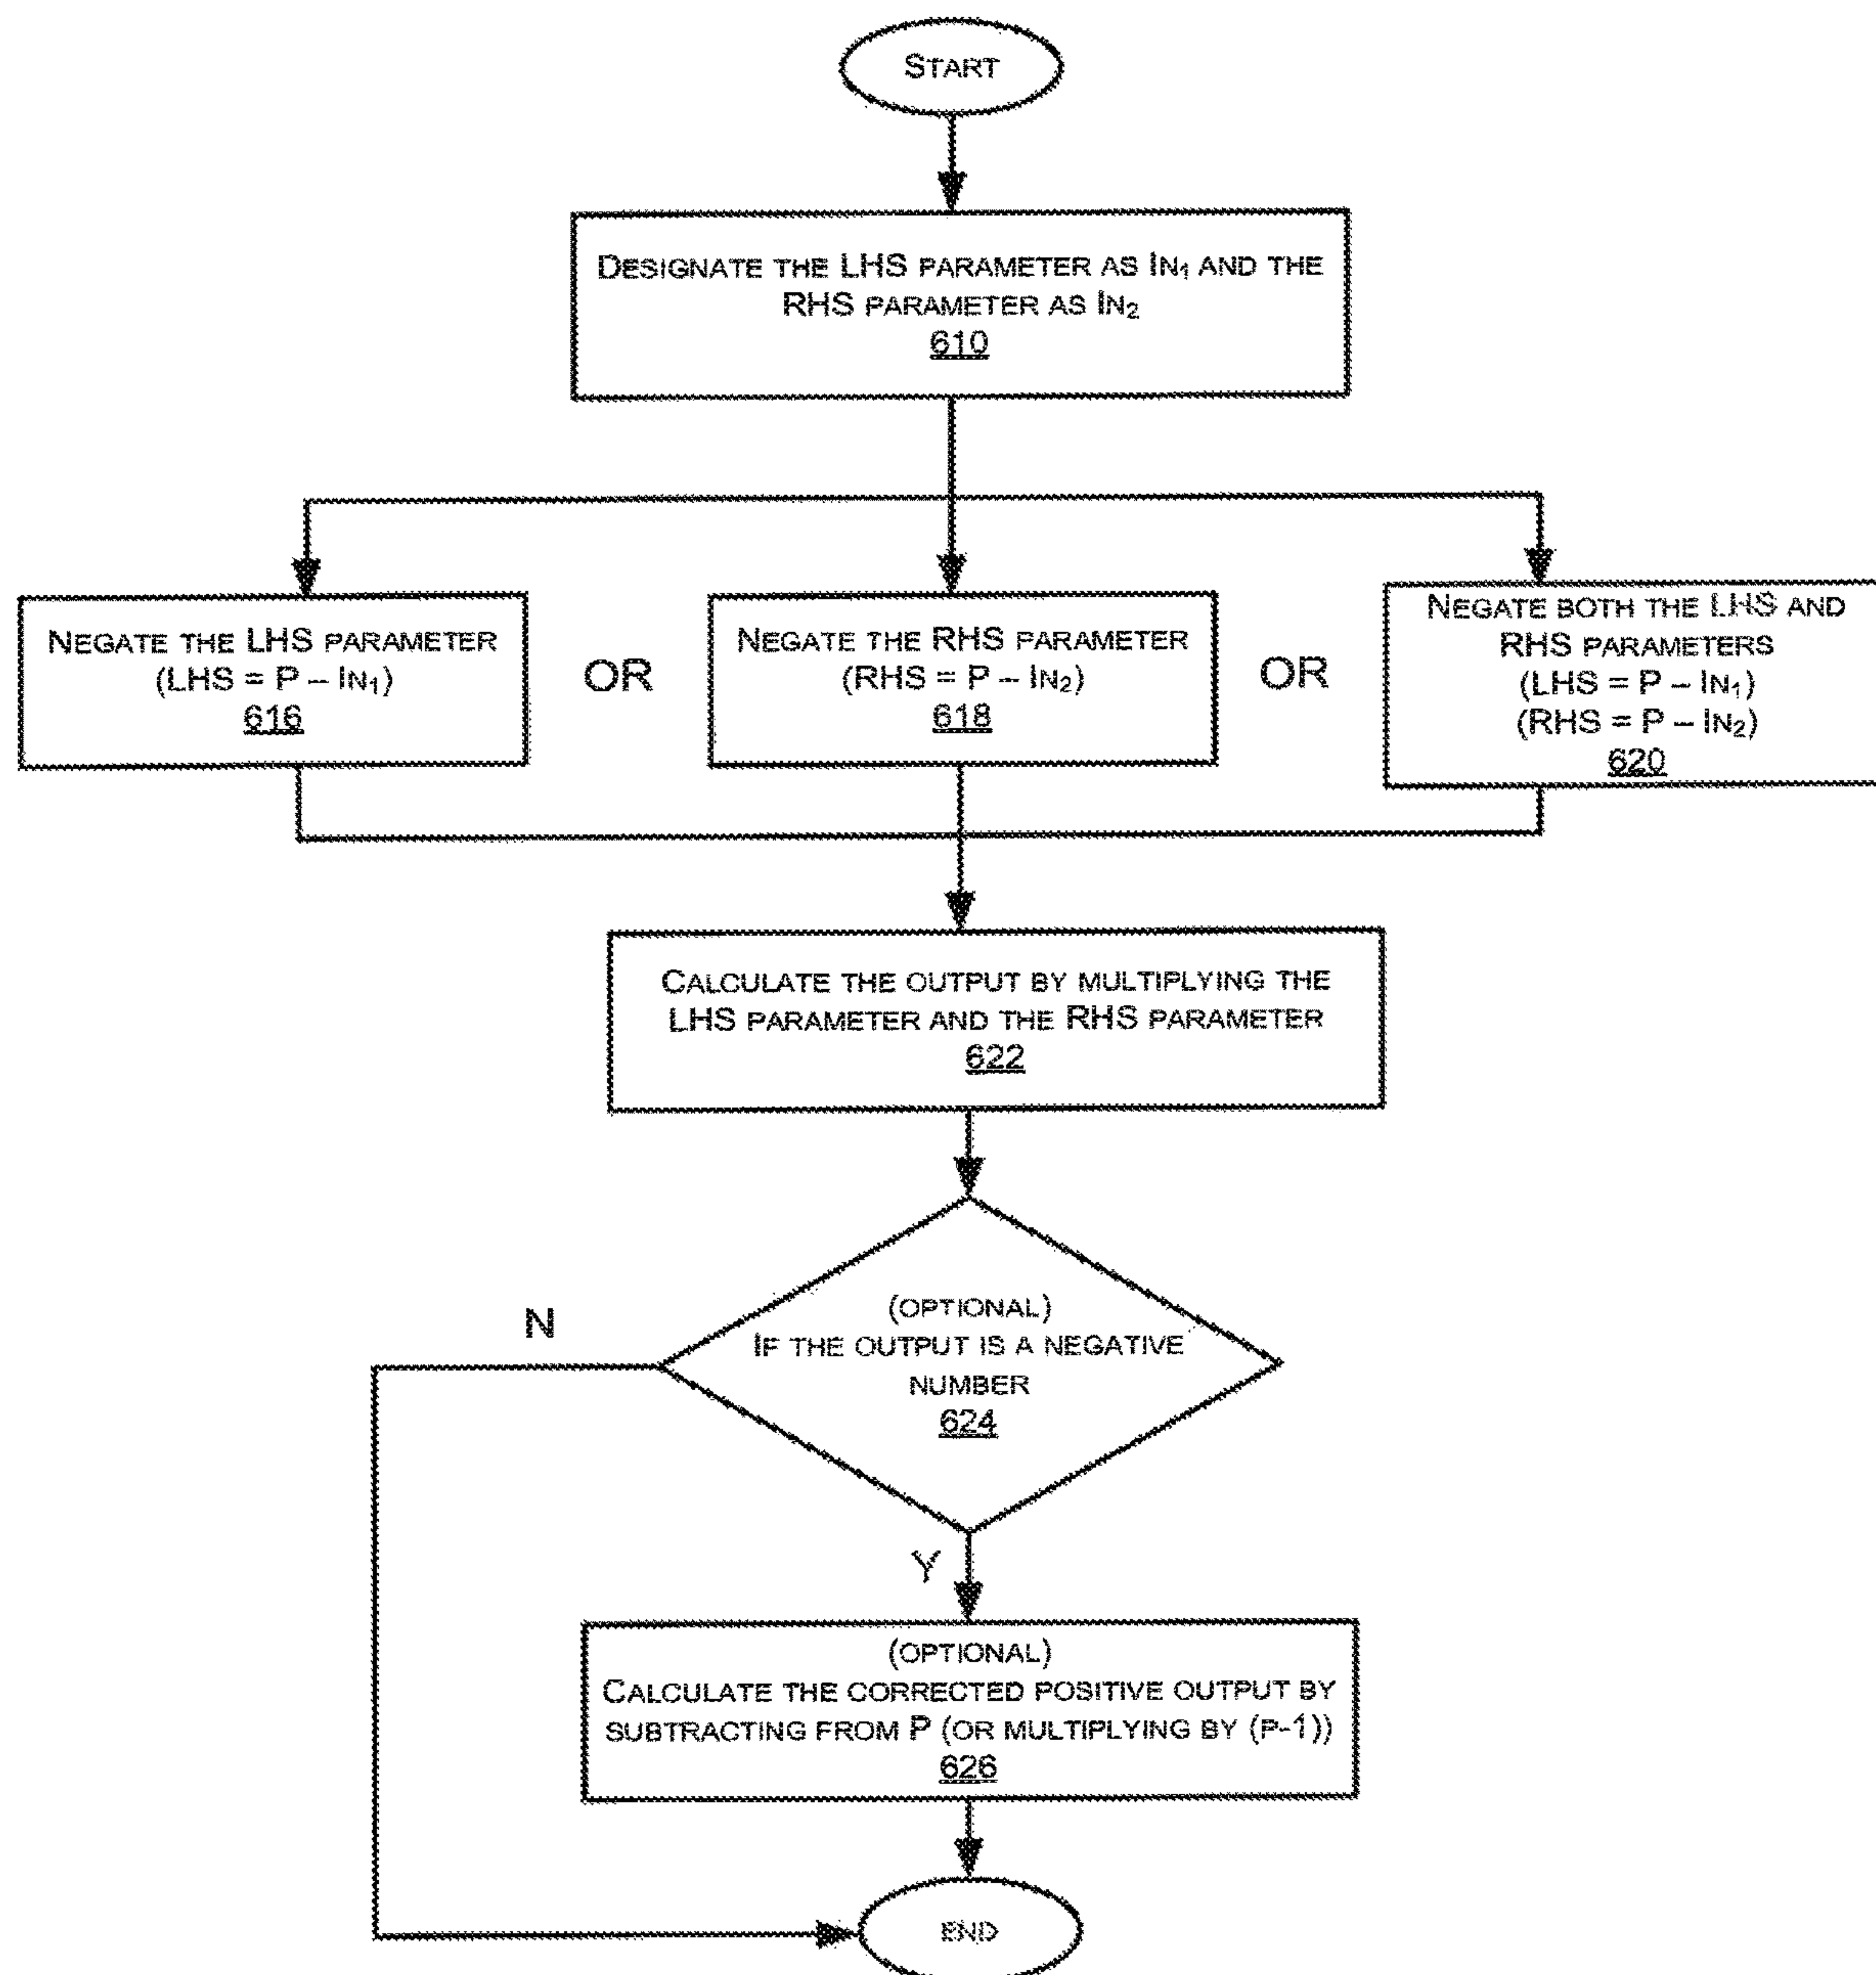 START
DESIGNATE THE LHS PARAMETER AS IN₁ AND THE
RHS PARAMETER AS IN₂
610
NEGATE THE LHS PARAMETER
(LHS = P – IN₁)
616
OR
NEGATE THE RHS PARAMETER
(RHS = P – IN₂)
618
OR
NEGATE BOTH THE LHS AND
RHS PARAMETERS
(LHS = P – IN₁)
(RHS = P – IN₂)
620
CALCULATE THE OUTPUT BY MULTIPLYING THE
LHS PARAMETER AND THE RHS PARAMETER
622
N
(OPTIONAL)
IF THE OUTPUT IS A NEGATIVE
NUMBER
624
Y
(OPTIONAL)
CALCULATE THE CORRECTED POSITIVE OUTPUT BY
SUBTRACTING FROM P (OR MULTIPLYING BY (P-1))
626
END